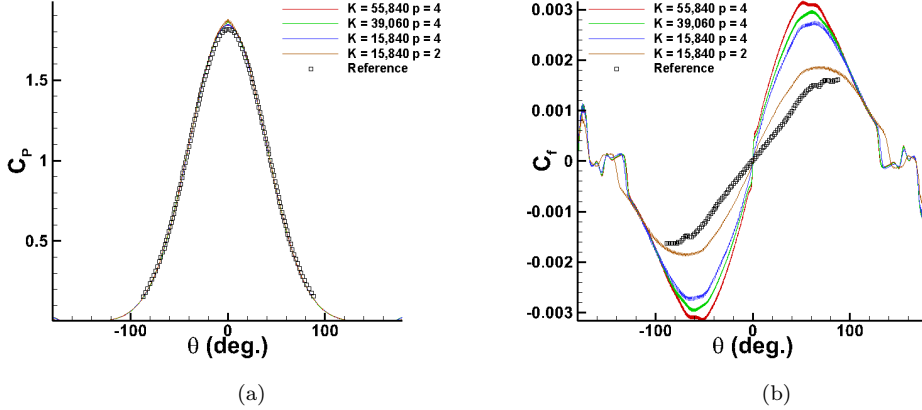 K = 55,840 p = 4
K = 39,060 p = 4
K = 15,840 p = 4
K = 15,840 p = 2
Reference
1.5
1
0.5
C_P
-100
0
100
θ (deg.)
(a)
K = 55,840 p = 4
K = 39,060 p = 4
K = 15,840 p = 4
K = 15,840 p = 2
Reference
0.003
0.002
0.001
0
-0.001
-0.002
-0.003
C_f
-100
0
100
θ (deg.)
(b)